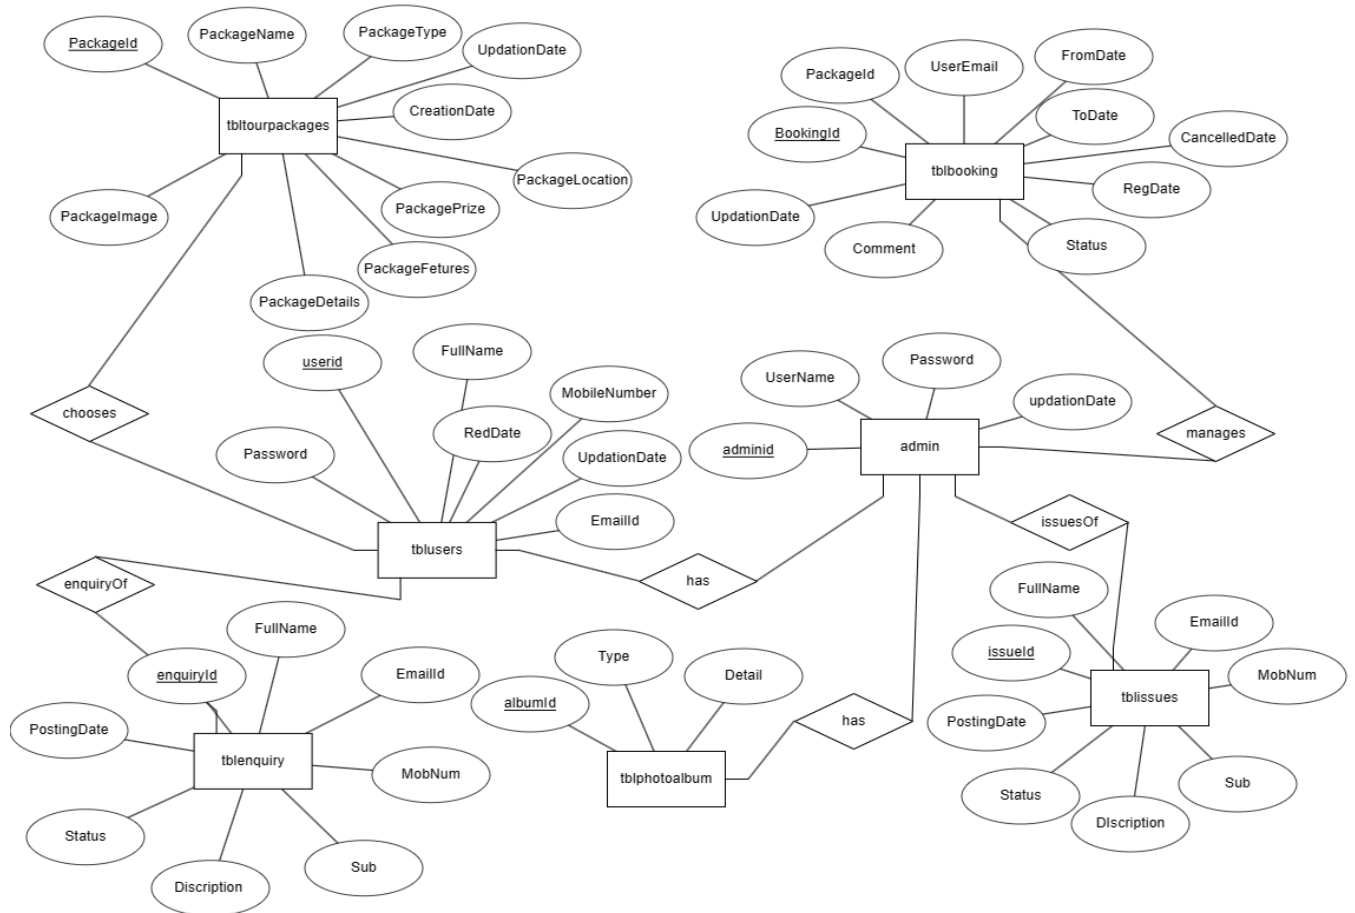 PackageId
PackageName
PackageType
UpdationDate
CreationDate
tbltourpackages
PackageLocation
PackagePrize
PackageImage
PackageFetures
PackageDetails
PackageId
UserEmail
FromDate
ToDate
BookingId
CancelledDate
tblbooking
RegDate
UpdationDate
Comment
Status
chooses
userid
FullName
MobileNumber
RedDate
Password
UpdationDate
EmailId
tblusers
UserName
Password
updationDate
adminid
admin
manages
issuesOf
has
enquiryOf
enquiryId
FullName
EmailId
PostingDate
tblenquiry
MobNum
Status
Discription
Sub
Type
Detail
albumId
has
tblphotoalbum
FullName
EmailId
issueId
MobNum
tblissues
PostingDate
Status
DIscription
Sub